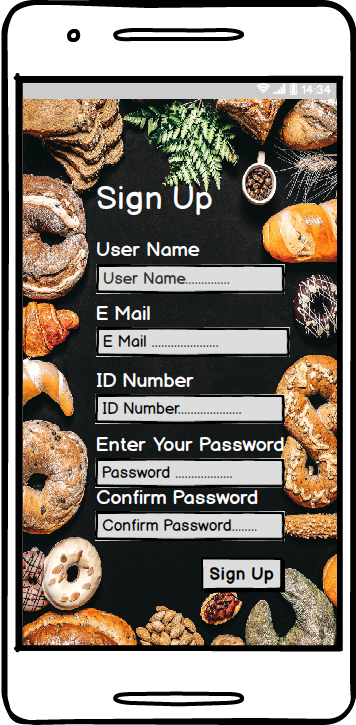 14:34
Sign Up
User Name
User Name..............
E Mail
E Mail .....................
ID Number
ID Number....................
Enter Your Password
Password ..................
Confirm Password
Confirm Password........
Sign Up